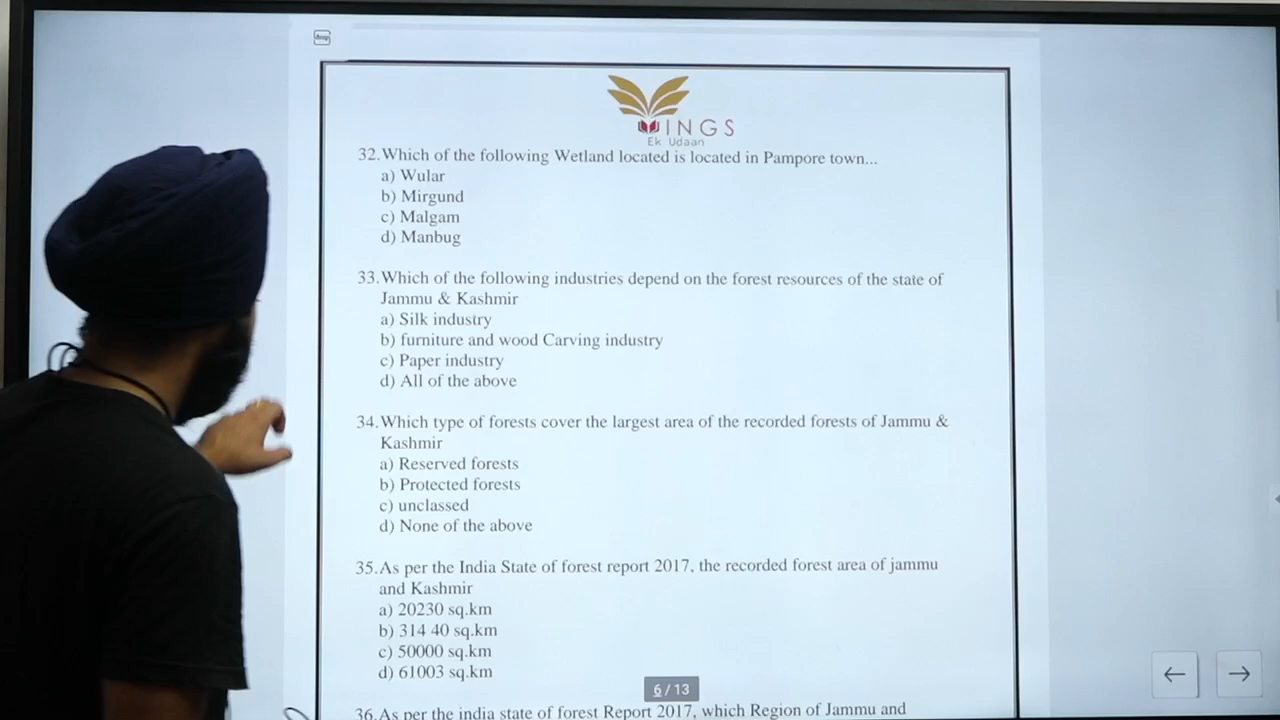 WINGS
Ek Udaan
32.Which of the following Wetland located is located in Pampore town...
a) Wular
b) Mirgund
c) Malgam
d) Manbug
33.Which of the following industries depend on the forest resources of the state of
Jammu & Kashmir
a) Silk industry
b) furniture and wood Carving industry
c) Paper industry
d) All of the above
34.Which type of forests cover the largest area of the recorded forests of Jammu &
Kashmir
a) Reserved forests
b) Protected forests
c) unclassed
d) None of the above
35.As per the India State of forest report 2017, the recorded forest area of jammu
and Kashmir
a) 20230 sq.km
b) 314 40 sq.km
c) 50000 sq.km
d) 61003 sq.km
6 / 13
36.As per the india state of forest Report 2017, which Region of Jammu and